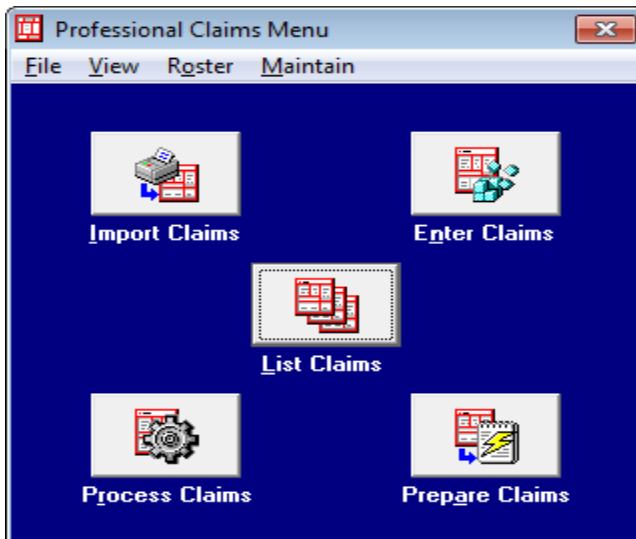 Professional Claims Menu
File View Roster Maintain
Import Claims Enter Claims
List Claims
Process Claims Prepare Claims